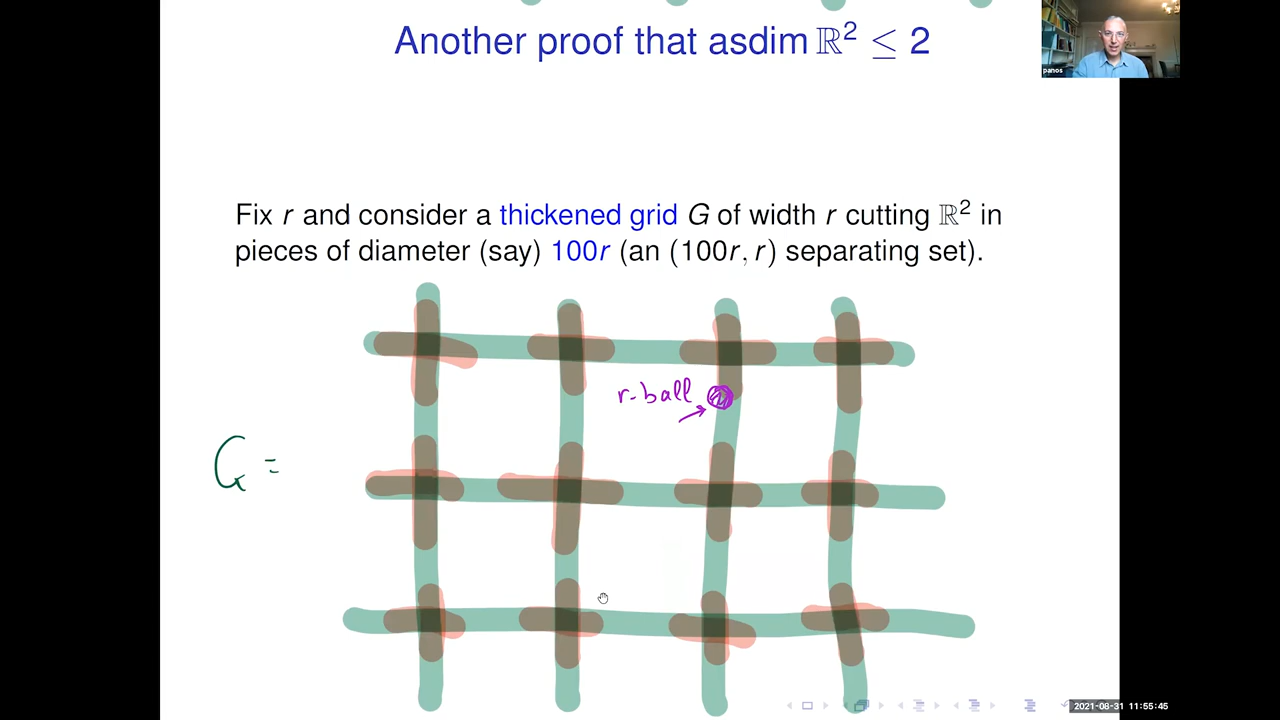 Another proof that asdim ℝ² ≤ 2
panos
Fix r and consider a thickened grid G of width r cutting ℝ² in
pieces of diameter (say) 100r (an (100r, r) separating set).
r-ball
G =
2021-08-31 11:55:45